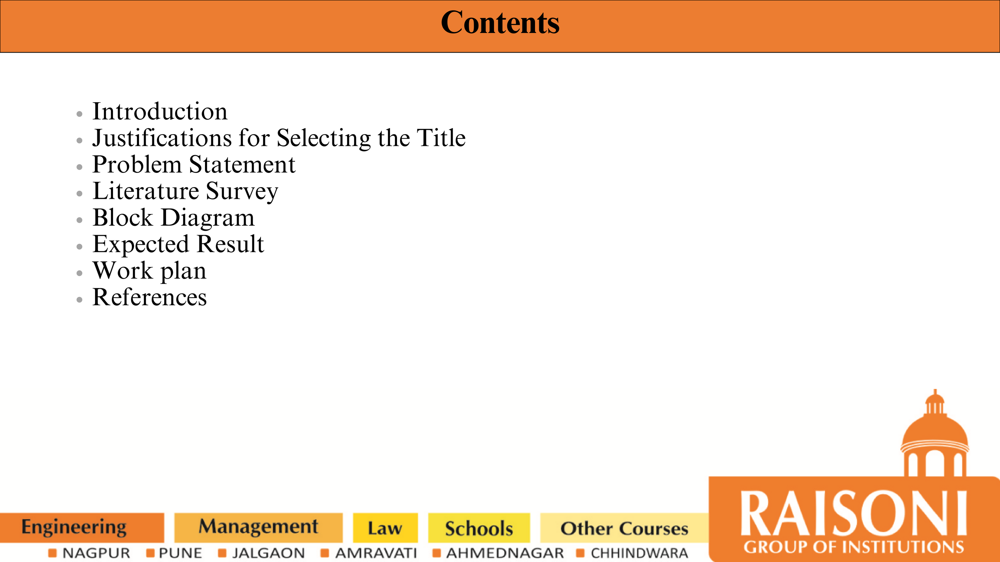 Contents
• Introduction
• Justifications for Selecting the Title
• Problem Statement
• Literature Survey
• Block Diagram
• Expected Result
• Work plan
• References
Engineering Management Law Schools Other Courses
NAGPUR PUNE JALGAON AMRAVATI AHMEDNAGAR CHHINDWARA
RAISONI
GROUP OF INSTITUTIONS